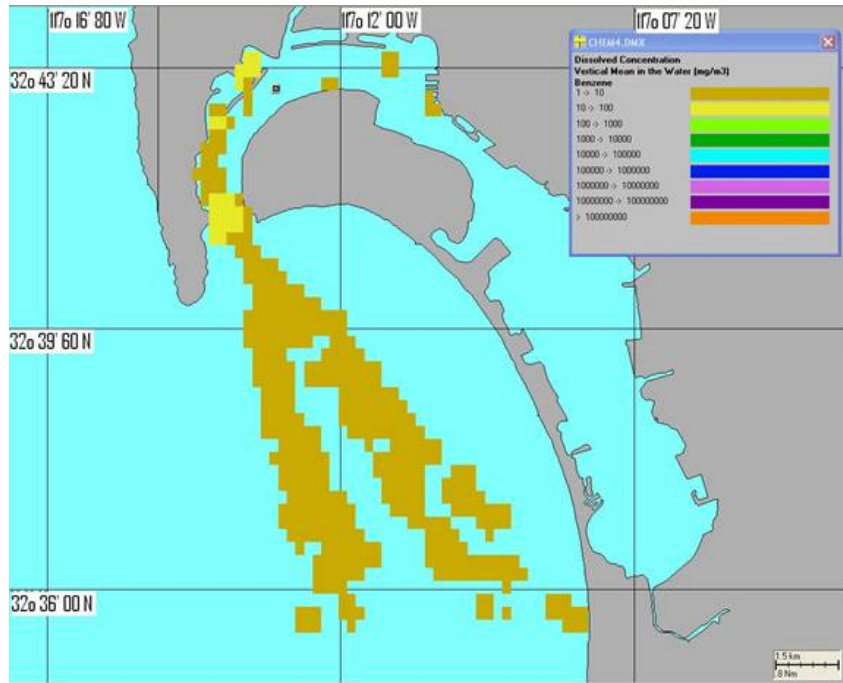 117o 16' 80 W
117o 12' 00 W
117o 07' 20 W
32o 43' 20 N
32o 39' 60 N
32o 36' 00 N
CHEM4.DMX
Dissolved Concentration
Vertical Mean in the Water (mg/m3)
Benzene
1 -> 10
10 -> 100
100 -> 1000
1000 -> 10000
10000 -> 100000
100000 -> 1000000
1000000 -> 10000000
10000000 -> 100000000
> 100000000
1.5 km
.8 Nm